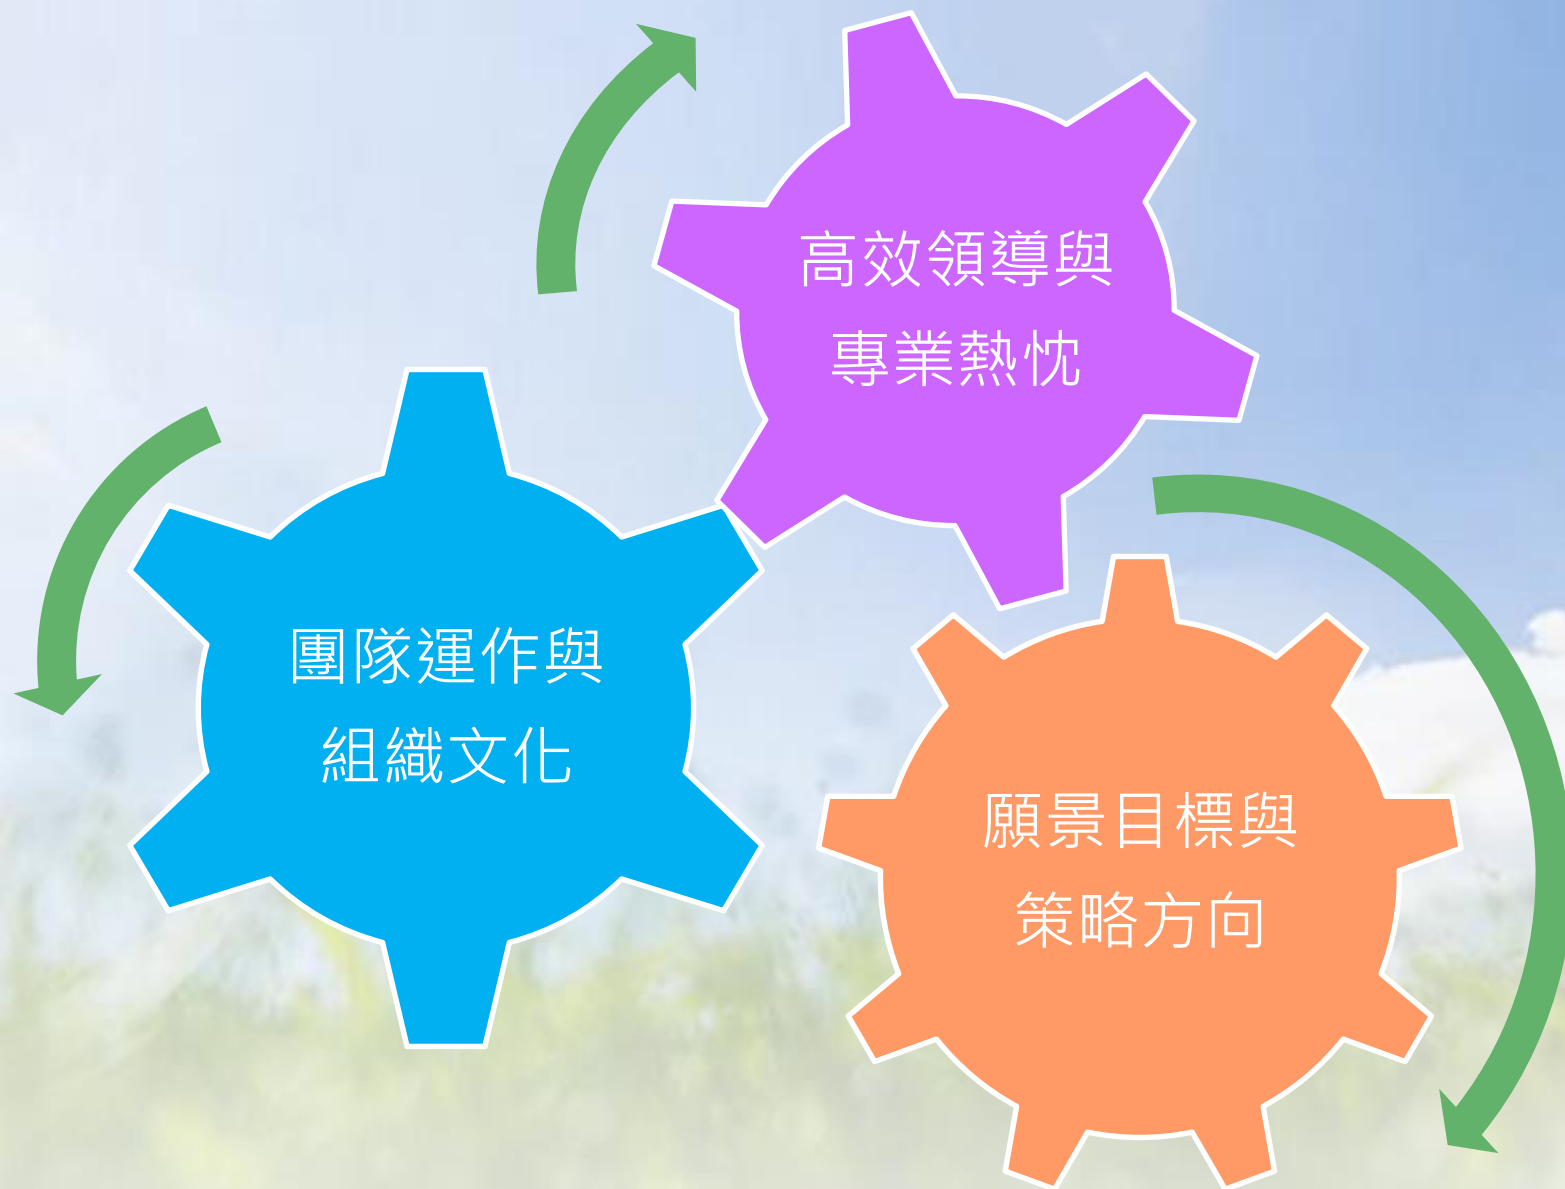 高效領導與
專業熱忱
團隊運作與
組織文化
願景目標與
策略方向